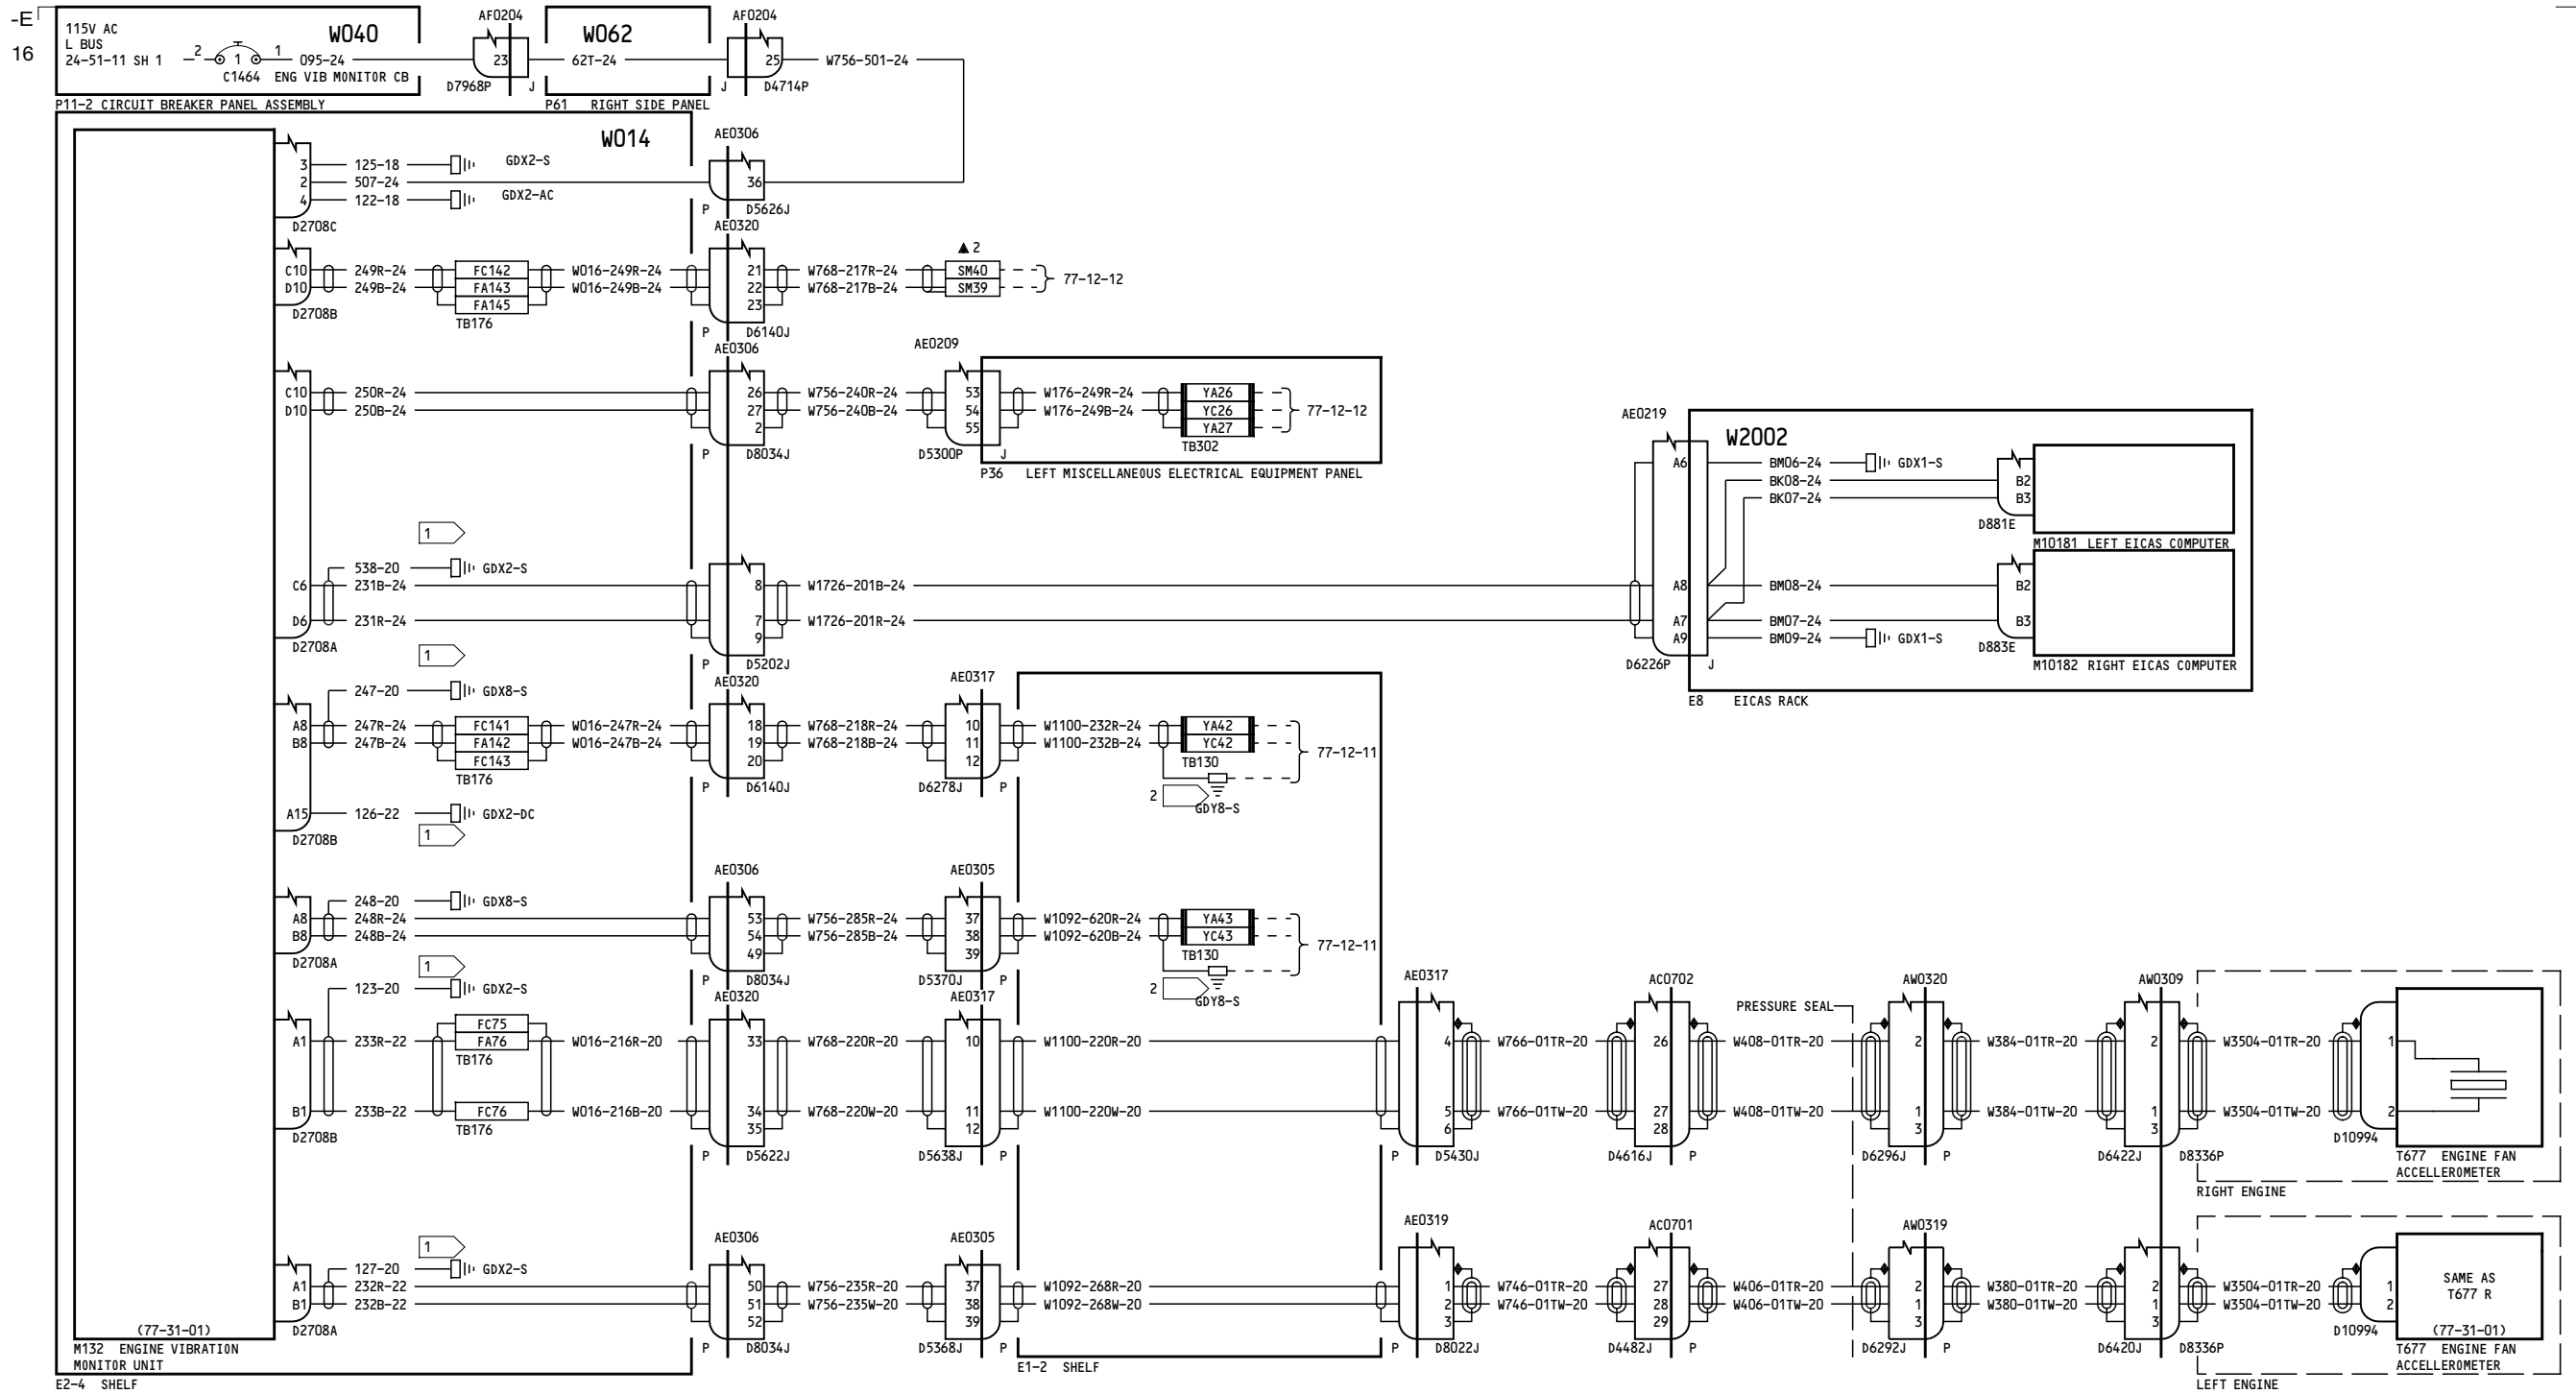 -E
16
115V AC
L BUS
24-51-11 SH 1
2
1
1
C1464 ENG VIB MONITOR CB
095-24
W040
P11-2 CIRCUIT BREAKER PANEL ASSEMBLY
AF0204
23
D7968P
J
W062
62T-24
P61 RIGHT SIDE PANEL
AF0204
25
J
D4714P
W756-501-24
W014
3
2
4
D2708C
125-18
507-24
122-18
GDX2-S
GDX2-AC
AE0306
36
P
D5626J
C10
D10
D2708B
249R-24
249B-24
FC142
FA143
FA145
TB176
W016-249R-24
W016-249B-24
AE0320
21
22
23
P
D6140J
W768-217R-24
W768-217B-24
2
SM40
SM39
77-12-12
C10
D10
250R-24
250B-24
AE0306
26
27
2
P
D8034J
W756-240R-24
W756-240B-24
AE0209
53
54
55
D5300P
J
W176-249R-24
W176-249B-24
YA26
YC26
YA27
TB302
77-12-12
P36 LEFT MISCELLANEOUS ELECTRICAL EQUIPMENT PANEL
1
538-20
GDX2-S
C6
231B-24
D6
231R-24
D2708A
8
7
9
P
D5202J
W1726-201B-24
W1726-201R-24
AE0219
A6
A8
A7
A9
D6226P
J
W2002
BM06-24
GDX1-S
BK08-24
BK07-24
BM08-24
BM07-24
BM09-24
GDX1-S
B2
B3
D881E
M10181 LEFT EICAS COMPUTER
B2
B3
D883E
M10182 RIGHT EICAS COMPUTER
E8 EICAS RACK
1
247-20
GDX8-S
A8
B8
247R-24
247B-24
FC141
FA142
FC143
TB176
W016-247R-24
W016-247B-24
AE0320
18
19
20
P
D6140J
W768-218R-24
W768-218B-24
AE0317
10
11
12
D6278J
P
W1100-232R-24
W1100-232B-24
YA42
YC42
TB130
77-12-11
2
GDY8-S
A15
126-22
GDX2-DC
D2708B
1
248-20
GDX8-S
A8
B8
248R-24
248B-24
D2708A
AE0306
53
54
49
P
D8034J
W756-285R-24
W756-285B-24
AE0305
37
38
39
D5370J
P
W1092-620R-24
W1092-620B-24
YA43
YC43
TB130
77-12-11
2
GDY8-S
1
123-20
GDX2-S
A1
B1
D2708B
233R-22
233B-22
FC75
FA76
TB176
FC76
TB176
W016-216R-20
W016-216B-20
AE0320
33
34
35
P
D5622J
W768-220R-20
W768-220W-20
AE0317
10
11
12
D5638J
P
W1100-220R-20
W1100-220W-20
AE0317
4
5
6
P
D5430J
W766-01TR-20
W766-01TW-20
AC0702
26
27
28
D4616J
P
W408-01TR-20
W408-01TW-20
PRESSURE SEAL
AW0320
2
1
3
D6296J
P
W384-01TR-20
W384-01TW-20
AW0309
2
1
3
D6422J
D8336P
W3504-01TR-20
W3504-01TW-20
1
2
D10994
T677 ENGINE FAN
ACCELLEROMETER
RIGHT ENGINE
1
127-20
GDX2-S
A1
B1
232R-22
232B-22
D2708A
AE0306
50
51
52
P
D8034J
W756-235R-20
W756-235W-20
AE0305
37
38
39
D5368J
P
W1092-268R-20
W1092-268W-20
E1-2 SHELF
AE0319
1
2
3
P
D8022J
W746-01TR-20
W746-01TW-20
AC0701
27
28
29
D4482J
P
W406-01TR-20
W406-01TW-20
AW0319
2
1
3
D6292J
P
W380-01TR-20
W380-01TW-20
2
1
3
D6420J
D8336P
W3504-01TR-20
W3504-01TW-20
1
2
D10994
SAME AS
T677 R
(77-31-01)
T677 ENGINE FAN
ACCELLEROMETER
LEFT ENGINE
(77-31-01)
M132 ENGINE VIBRATION
MONITOR UNIT
E2-4 SHELF